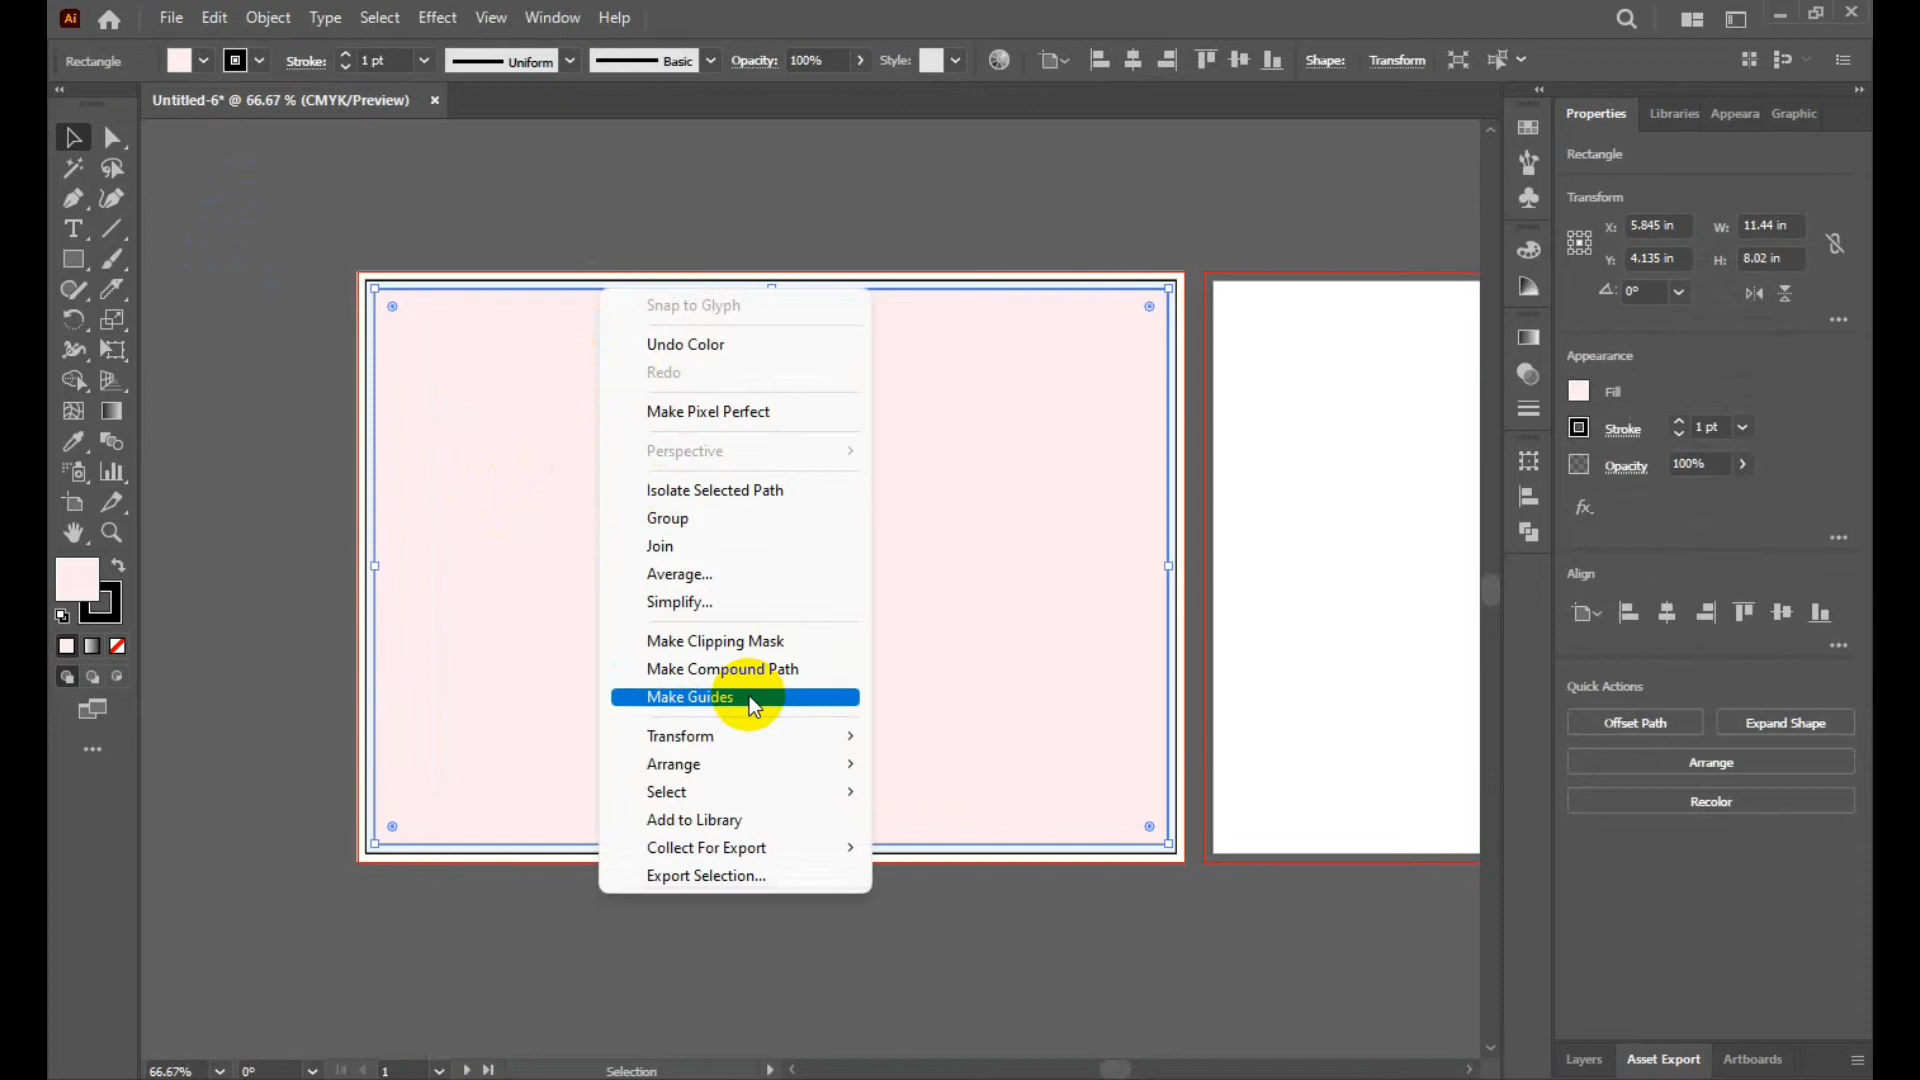 Ai File Edit Object Type Select Effect View Window Help
Rectangle Stroke: 1 pt Uniform Basic Opacity: 100% Style: Shape: Transform
Untitled-6* @ 66.67 % (CMYK/Preview) ×
Properties Libraries Appeara Graphic
Rectangle
Transform
X: 5.845 in W: 11.44 in
Y: 4.135 in H: 8.02 in
0°
Appearance
Fill
Stroke 1 pt
Opacity 100%
fx.
Align
Quick Actions
Offset Path Expand Shape
Arrange
Recolor
Snap to Glyph
Undo Color
Redo
Make Pixel Perfect
Perspective
Isolate Selected Path
Group
Join
Average...
Simplify...
Make Clipping Mask
Make Compound Path
Make Guides
Transform
Arrange
Select
Add to Library
Collect For Export
Export Selection...
66.67% 0° 1 Selection
Layers Asset Export Artboards